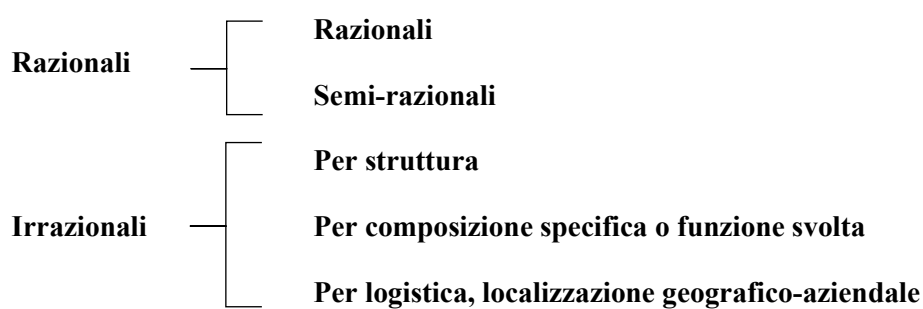 Razionali
Razionali
Semi-razionali
Irrazionali
Per struttura
Per composizione specifica o funzione svolta
Per logistica, localizzazione geografico-aziendale